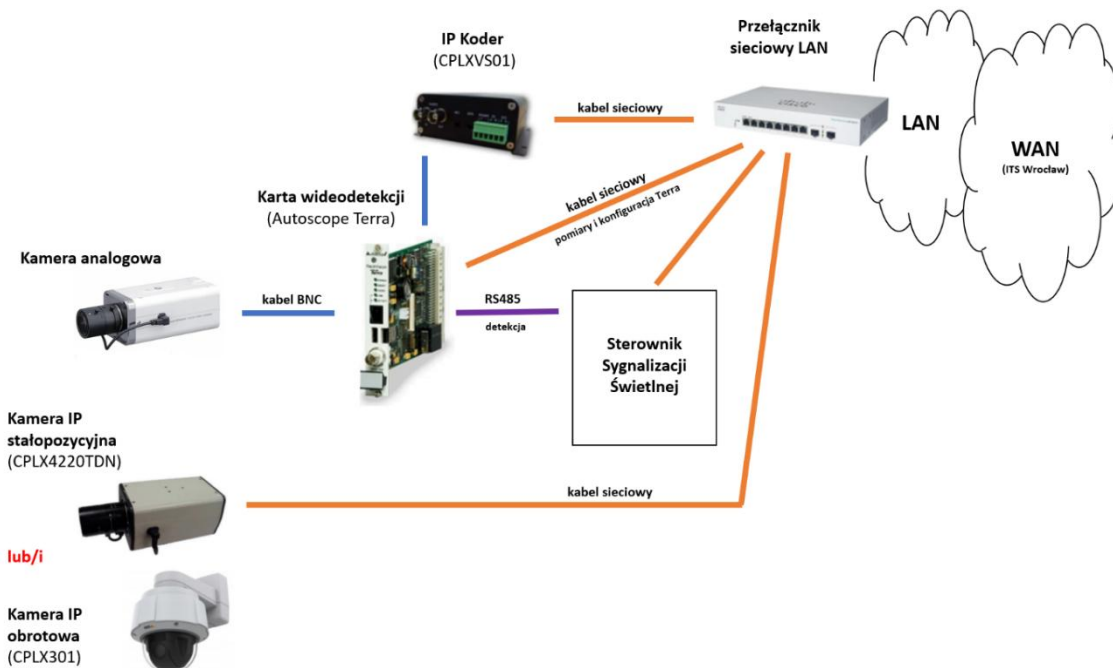 IP Koder
(CPLXVS01)
Przełącznik
sieciowy LAN
kabel sieciowy
LAN
WAN
(ITS Wrocław)
Karta wideodetekcji
(Autoscope Terra)
kabel sieciowy
pomiary i konfiguracja Terra
Kamera analogowa
kabel BNC
RS485
detekcja
Sterownik
Sygnalizacji
Świetlnej
Kamera IP
stałopozycyjna
(CPLX4220TDN)
kabel sieciowy
lub/i
Kamera IP
obrotowa
(CPLX301)